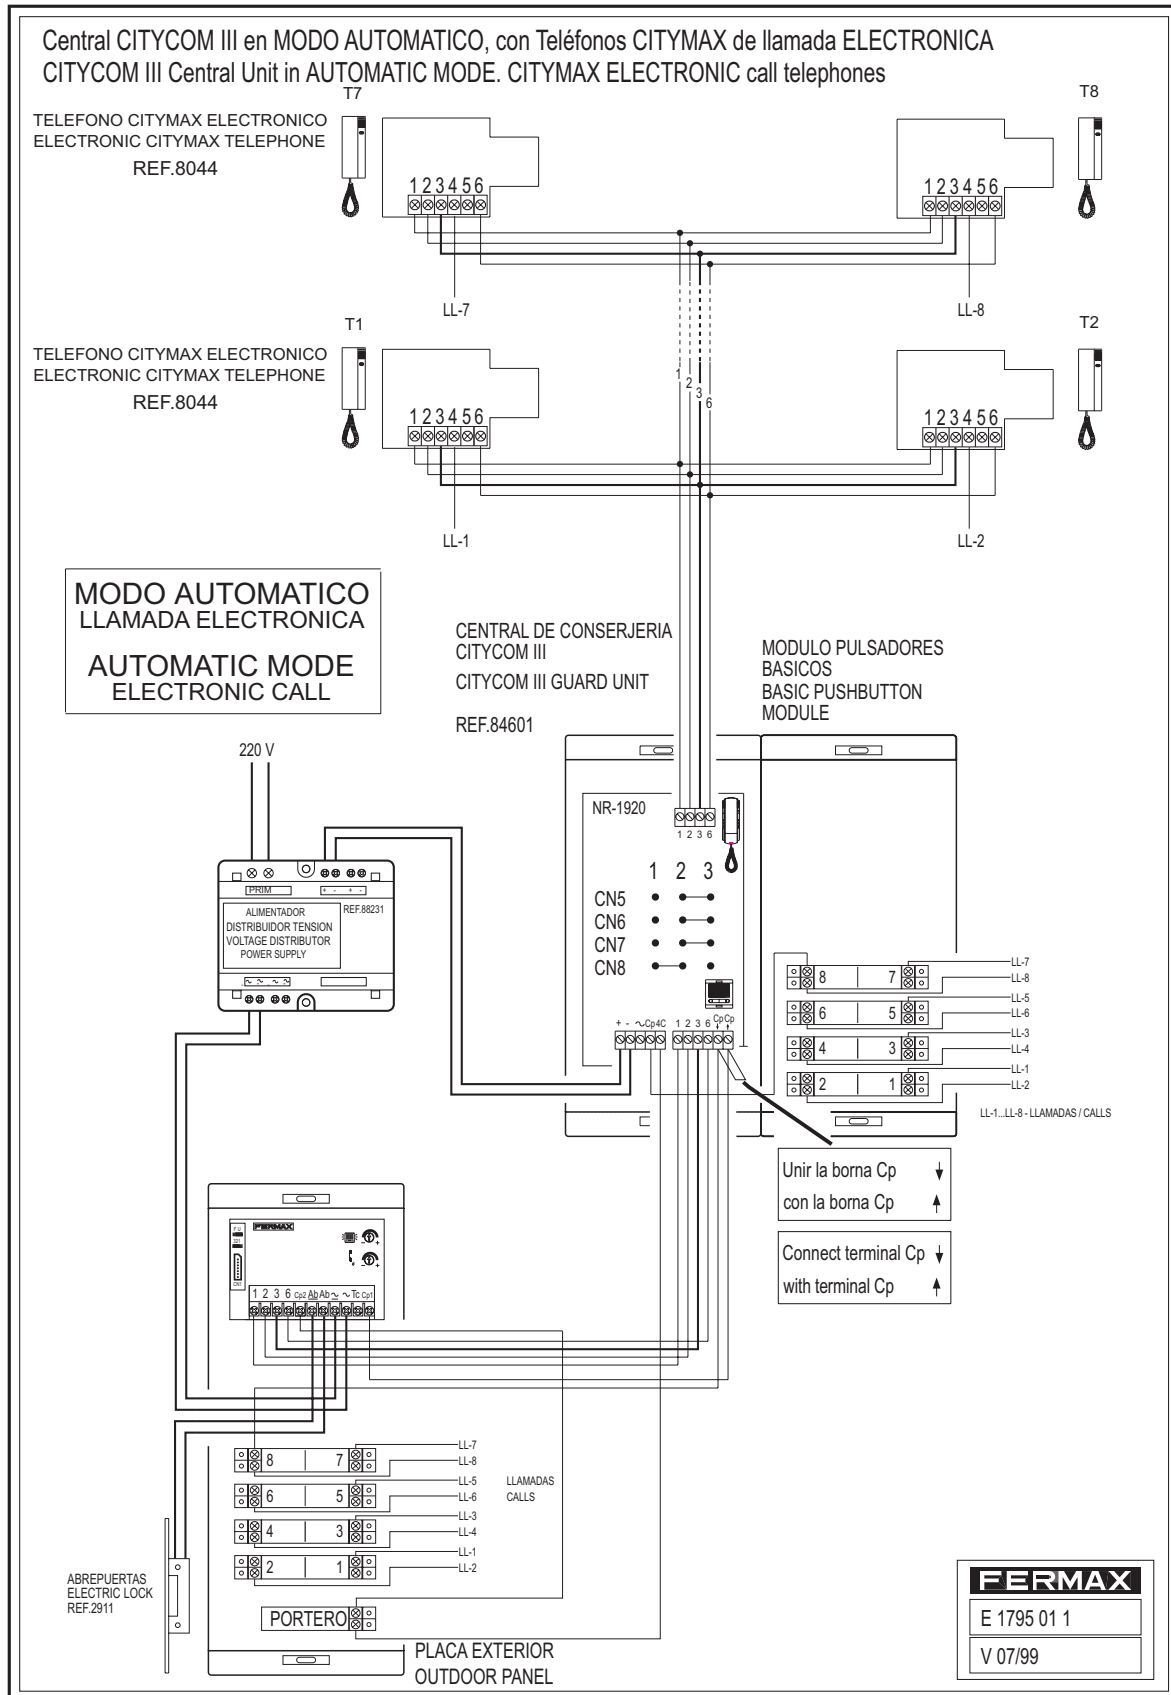 Central CITYCOM III en MODO AUTOMATICO, con Teléfonos CITYMAX de llamada ELECTRONICA
CITYCOM III Central Unit in AUTOMATIC MODE. CITYMAX ELECTRONIC call telephones
T7
T8
TELEFONO CITYMAX ELECTRONICO
ELECTRONIC CITYMAX TELEPHONE
REF.8044
1 2 3 4 5 6
1 2 3 4 5 6
LL-7
LL-8
T1
T2
TELEFONO CITYMAX ELECTRONICO
ELECTRONIC CITYMAX TELEPHONE
REF.8044
1
2
3
6
1 2 3 4 5 6
1 2 3 4 5 6
LL-1
LL-2
MODO AUTOMATICO
LLAMADA ELECTRONICA
AUTOMATIC MODE
ELECTRONIC CALL
CENTRAL DE CONSERJERIA
CITYCOM III
CITYCOM III GUARD UNIT
REF.84601
MODULO PULSADORES
BASICOS
BASIC PUSHBUTTON
MODULE
220 V
NR-1920
1 2 3 6
1 2 3
CN5
CN6
CN7
CN8
PRIM
+ - + -
ALIMENTADOR
DISTRIBUIDOR TENSION
VOLTAGE DISTRIBUTOR
POWER SUPPLY
REF.88231
+ - ~ Cp 4C 1 2 3 6 Cp Cp
8 7
LL-7
LL-8
6 5
LL-5
LL-6
4 3
LL-3
LL-4
2 1
LL-1
LL-2
LL-1...LL-8 - LLAMADAS / CALLS
Unir la borna Cp ↓
con la borna Cp ↑
Connect terminal Cp ↓
with terminal Cp ↑
FERMAX
CN1
1 2 3 6 Cp2 Ab Ab ~ ~ Tc Cp1
8 7
LL-7
LL-8
6 5
LL-5
LL-6
LLAMADAS
CALLS
4 3
LL-3
LL-4
2 1
LL-1
LL-2
PORTERO
ABREPUERTAS
ELECTRIC LOCK
REF.2911
PLACA EXTERIOR
OUTDOOR PANEL
FERMAX
E 1795 01 1
V 07/99